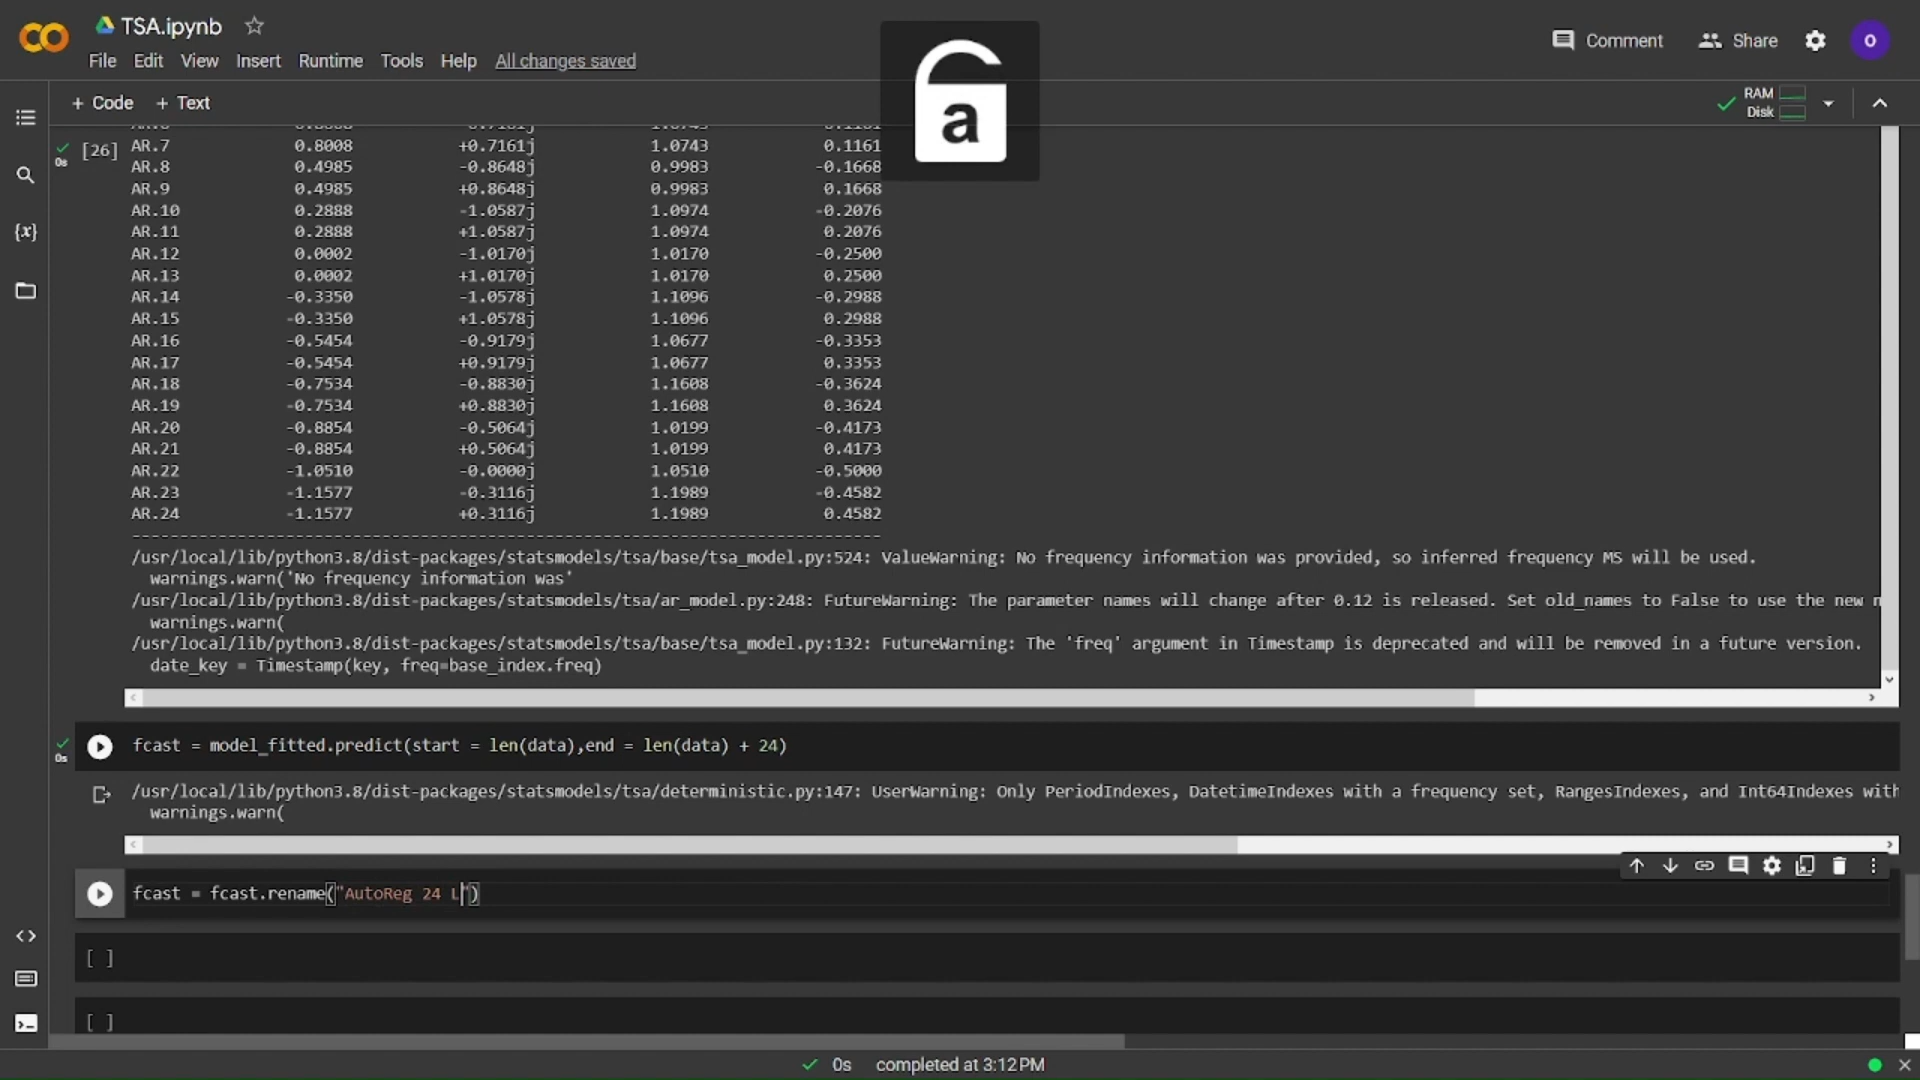 TSA.ipynb
File Edit View Insert Runtime Tools Help All changes saved
Comment Share o
a
+ Code + Text
RAM
Disk
0s [26]
AR.7 0.8008 +0.7161j 1.0743 0.1161
AR.8 0.4985 -0.8648j 0.9983 -0.1668
AR.9 0.4985 +0.8648j 0.9983 0.1668
AR.10 0.2888 -1.0587j 1.0974 -0.2076
AR.11 0.2888 +1.0587j 1.0974 0.2076
AR.12 0.0002 -1.0170j 1.0170 -0.2500
AR.13 0.0002 +1.0170j 1.0170 0.2500
AR.14 -0.3350 -1.0578j 1.1096 -0.2988
AR.15 -0.3350 +1.0578j 1.1096 0.2988
AR.16 -0.5454 -0.9179j 1.0677 -0.3353
AR.17 -0.5454 +0.9179j 1.0677 0.3353
AR.18 -0.7534 -0.8830j 1.1608 -0.3624
AR.19 -0.7534 +0.8830j 1.1608 0.3624
AR.20 -0.8854 -0.5064j 1.0199 -0.4173
AR.21 -0.8854 +0.5064j 1.0199 0.4173
AR.22 -1.0510 -0.0000j 1.0510 -0.5000
AR.23 -1.1577 -0.3116j 1.1989 -0.4582
AR.24 -1.1577 +0.3116j 1.1989 0.4582
-----------------------------------------------------------------------------
/usr/local/lib/python3.8/dist-packages/statsmodels/tsa/base/tsa_model.py:524: ValueWarning: No frequency information was provided, so inferred frequency MS will be used.
warnings.warn('No frequency information was'
/usr/local/lib/python3.8/dist-packages/statsmodels/tsa/ar_model.py:248: FutureWarning: The parameter names will change after 0.12 is released. Set old_names to False to use the new n
warnings.warn(
/usr/local/lib/python3.8/dist-packages/statsmodels/tsa/base/tsa_model.py:132: FutureWarning: The 'freq' argument in Timestamp is deprecated and will be removed in a future version.
date_key = Timestamp(key, freq=base_index.freq)
0s fcast = model_fitted.predict(start = len(data),end = len(data) + 24)
/usr/local/lib/python3.8/dist-packages/statsmodels/tsa/deterministic.py:147: UserWarning: Only PeriodIndexes, DatetimeIndexes with a frequency set, RangesIndexes, and Int64Indexes with
warnings.warn(
fcast = fcast.rename("AutoReg 24 L")
[ ]
[ ]
0s completed at 3:12 PM